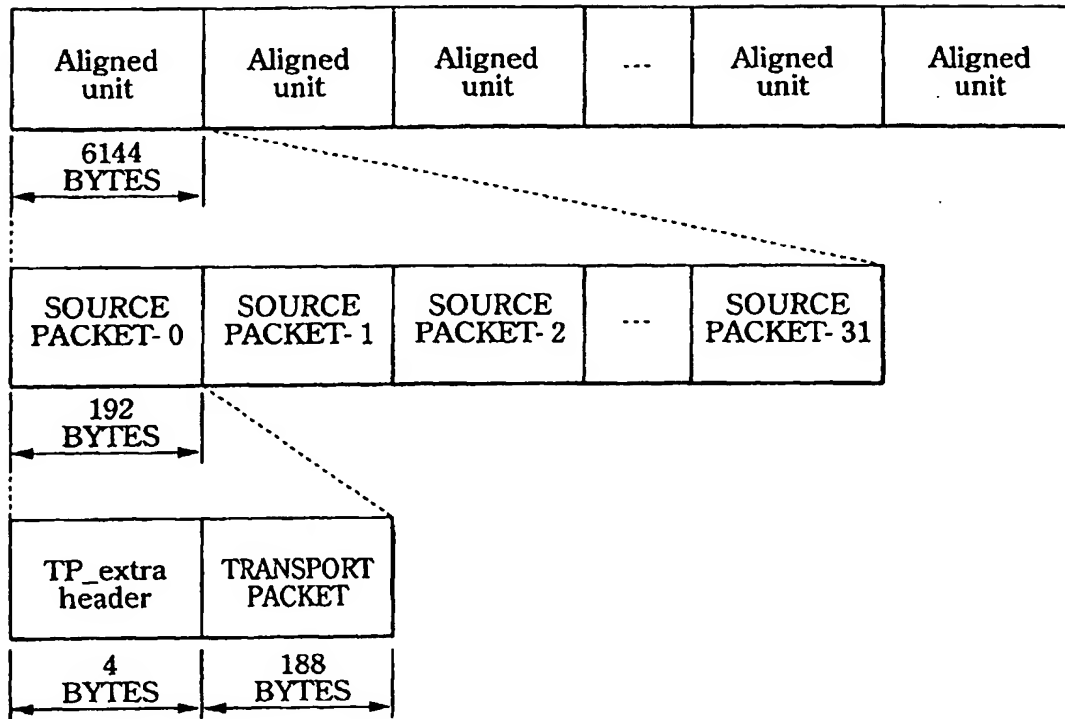 Aligned unit
Aligned unit
Aligned unit
...
Aligned unit
Aligned unit
6144 BYTES
SOURCE PACKET- 0
SOURCE PACKET- 1
SOURCE PACKET- 2
...
SOURCE PACKET- 31
192 BYTES
TP_extra header
TRANSPORT PACKET
4 BYTES
188 BYTES